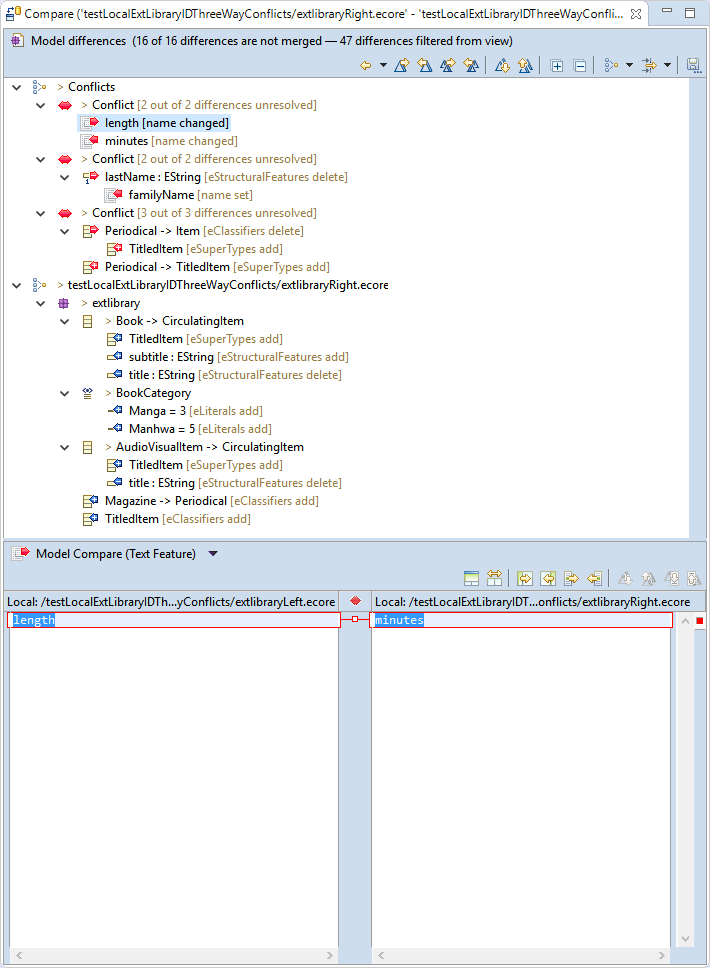 Compare ('testLocalExtLibraryIDThreeWayConflicts/extlibraryRight.ecore' - 'testLocalExtLibraryIDThreeWayConfli...
Model differences (16 of 16 differences are not merged — 47 differences filtered from view)
> Conflicts
> Conflict [2 out of 2 differences unresolved]
length [name changed]
minutes [name changed]
> Conflict [2 out of 2 differences unresolved]
lastName : EString [eStructuralFeatures delete]
familyName [name set]
> Conflict [3 out of 3 differences unresolved]
Periodical -> Item [eClassifiers delete]
TitledItem [eSuperTypes add]
Periodical -> TitledItem [eSuperTypes add]
> testLocalExtLibraryIDThreeWayConflicts/extlibraryRight.ecore
> extlibrary
> Book -> CirculatingItem
TitledItem [eSuperTypes add]
subtitle : EString [eStructuralFeatures add]
title : EString [eStructuralFeatures delete]
> BookCategory
Manga = 3 [eLiterals add]
Manhwa = 5 [eLiterals add]
> AudioVisualItem -> CirculatingItem
TitledItem [eSuperTypes add]
title : EString [eStructuralFeatures delete]
Magazine -> Periodical [eClassifiers add]
TitledItem [eClassifiers add]
Model Compare (Text Feature)
Local: /testLocalExtLibraryIDTh...yConflicts/extlibraryLeft.ecore
Local: /testLocalExtLibraryIDT...onflicts/extlibraryRight.ecore
length
minutes